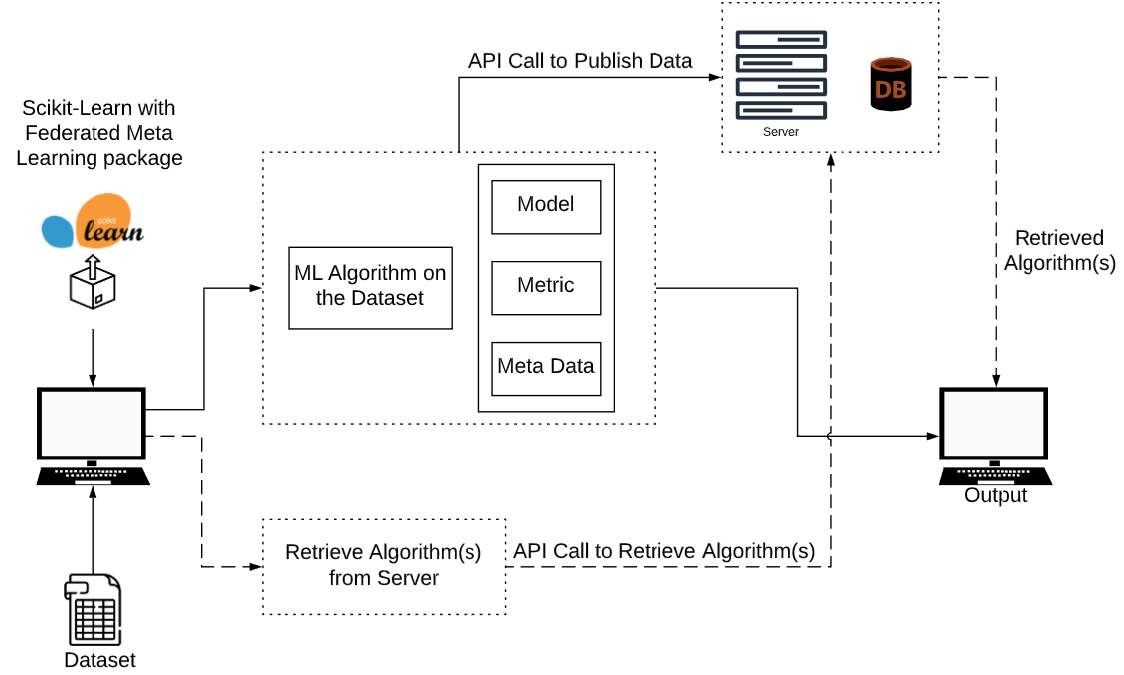 API Call to Publish Data
Server
DB
Scikit-Learn with
Federated Meta
Learning package
scikit
learn
ML Algorithm on
the Dataset
Model
Metric
Meta Data
Retrieved
Algorithm(s)
Output
Retrieve Algorithm(s)
from Server
API Call to Retrieve Algorithm(s)
Dataset